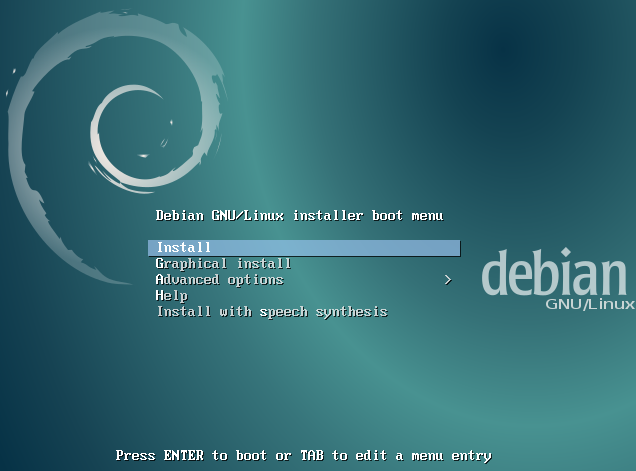 Debian GNU/Linux installer boot menu
Install
Graphical install
Advanced options >
Help
Install with speech synthesis
debian
GNU/Linux
Press ENTER to boot or TAB to edit a menu entry